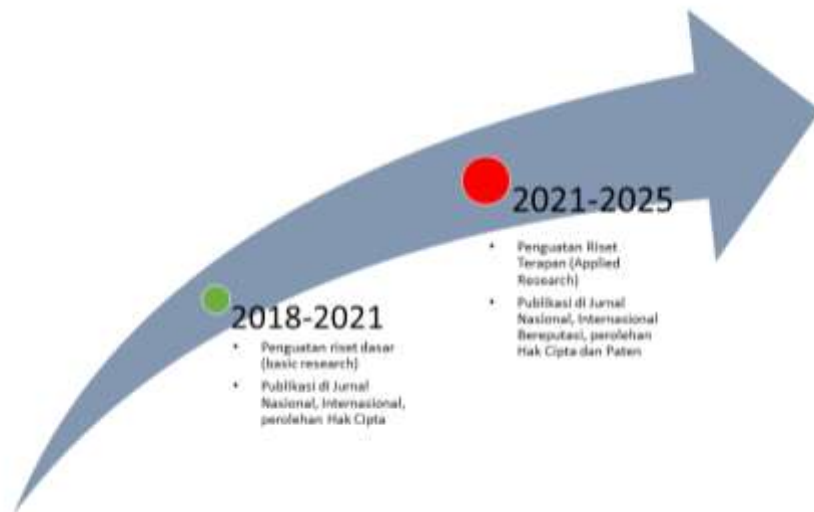 2018-2021
• Penguatan riset dasar
(basic research)
• Publikasi di Jurnal
Nasional, Internasional,
perolehan Hak Cipta
2021-2025
• Penguatan Riset
Terapan (Applied
Research)
• Publikasi di Jurnal
Nasional, Internasional
Bereputasi, perolehan
Hak Cipta dan Paten